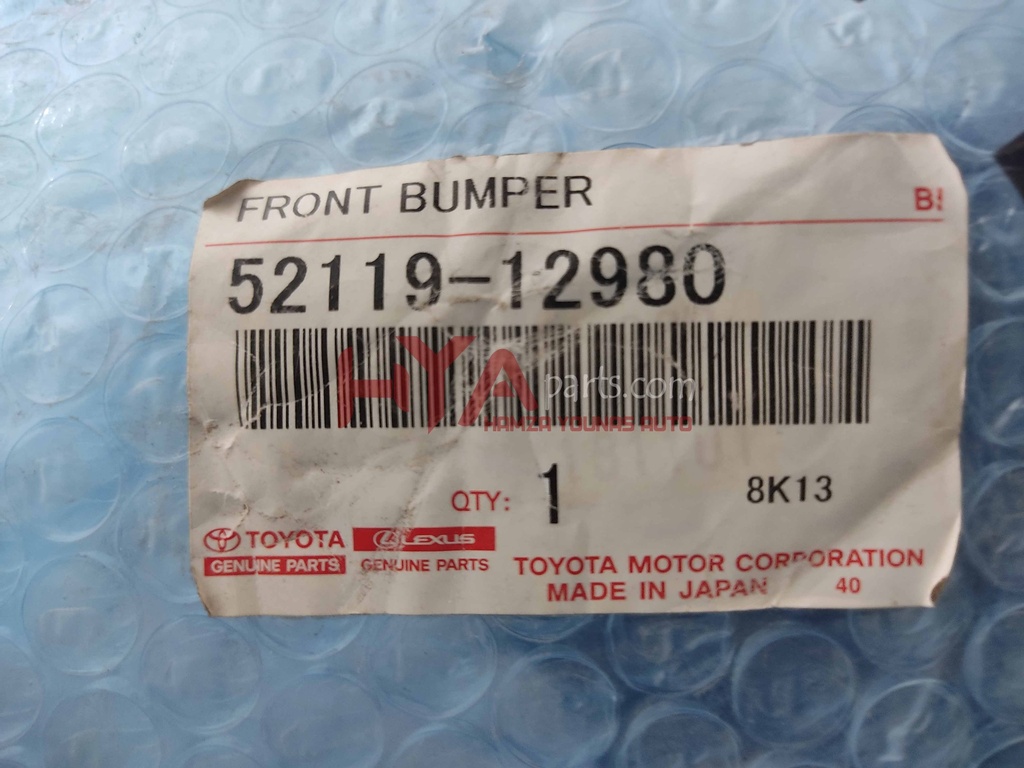 FRONT BUMPER
52119-12980
HYA parts.com
HAMZA YOUNAS AUTO
QTY: 1 8K13
TOYOTA LEXUS
GENUINE PARTS GENUINE PARTS
TOYOTA MOTOR CORPORATION
MADE IN JAPAN 40